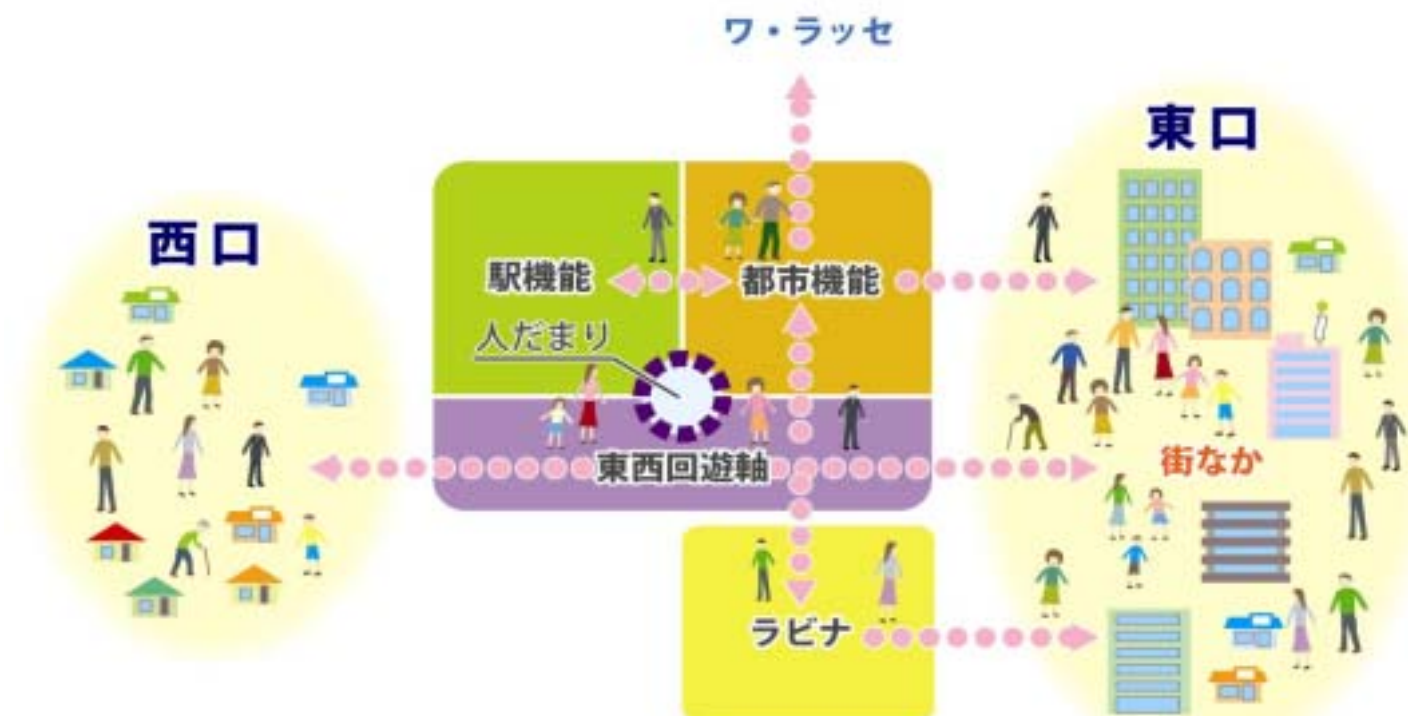 ワ・ラッセ
東口
西口
駅機能
都市機能
人だまり
東西回遊軸
街なか
ラビナ